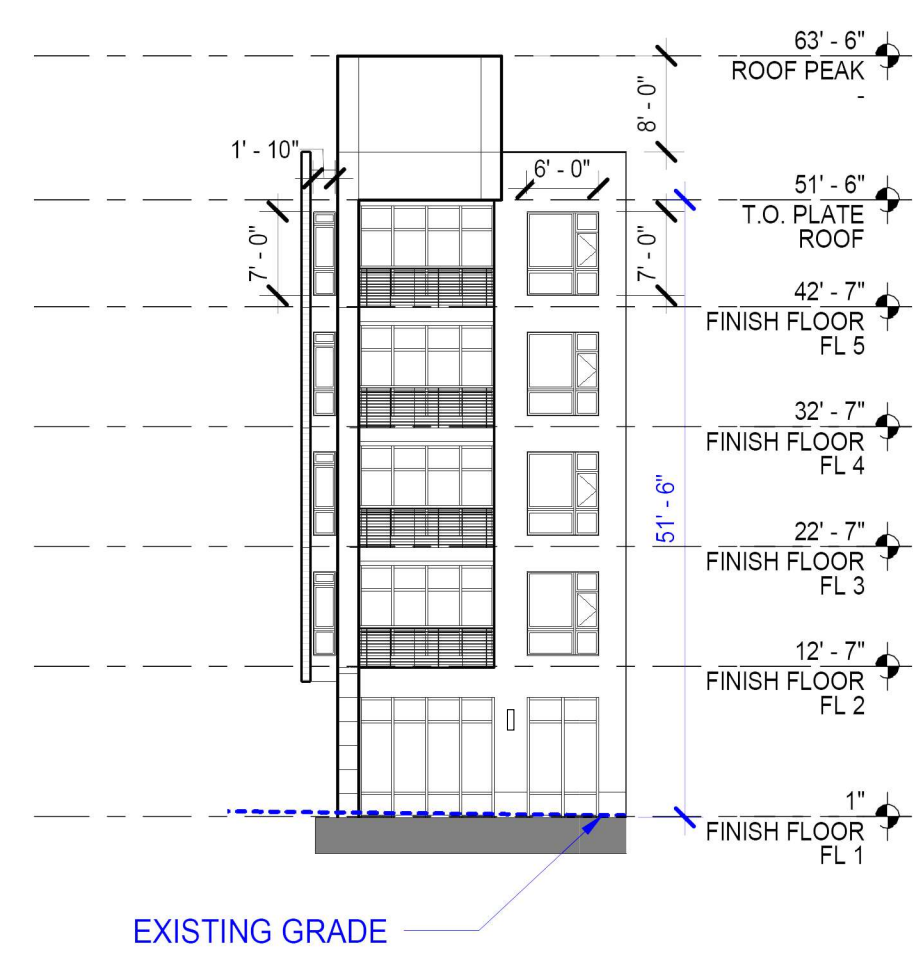 63' - 6"
ROOF PEAK
-
8' - 0"
1' - 10"
6' - 0"
51' - 6"
T.O. PLATE
ROOF
7' - 0"
7' - 0"
42' - 7"
FINISH FLOOR
FL 5
32' - 7"
FINISH FLOOR
FL 4
51' - 6"
22' - 7"
FINISH FLOOR
FL 3
12' - 7"
FINISH FLOOR
FL 2
1"
FINISH FLOOR
FL 1
EXISTING GRADE